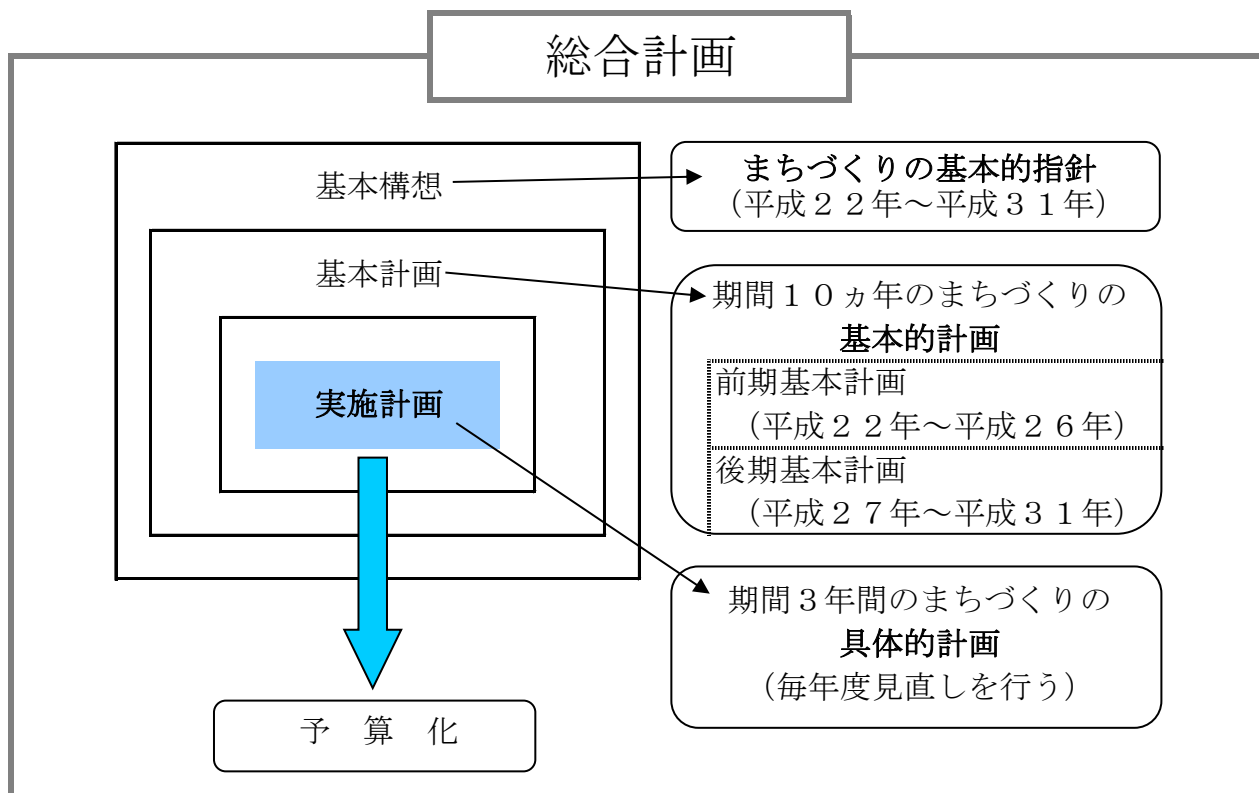 総合計画
基本構想
まちづくりの基本的指針
（平成２２年～平成３１年）
基本計画
期間１０ヵ年のまちづくりの
基本的計画
前期基本計画
（平成２２年～平成２６年）
後期基本計画
（平成２７年～平成３１年）
実施計画
期間３年間のまちづくりの
具体的計画
（毎年度見直しを行う）
予　算　化